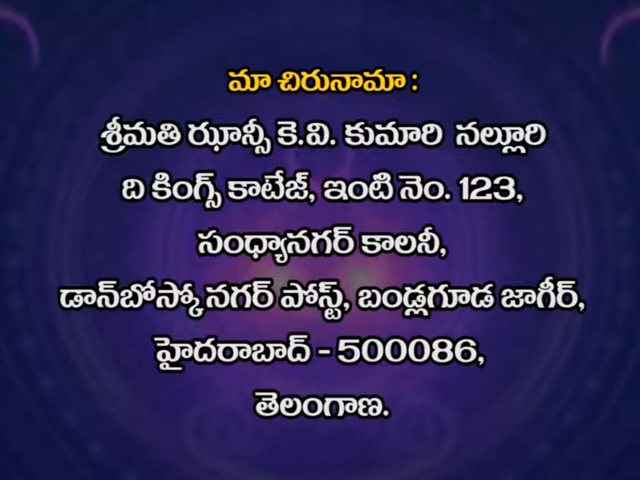 మా చిరునామా :
శ్రీమతి ఝాన్సీ కె.వి. కుమారి నల్లూరి
ది కింగ్స్ కాటేజ్, ఇంటి నెం. 123,
సంధ్యానగర్ కాలనీ,
డాన్‌బోస్కో నగర్ పోస్ట్, బండ్లగూడ జాగీర్,
హైదరాబాద్ - 500086,
తెలంగాణ.